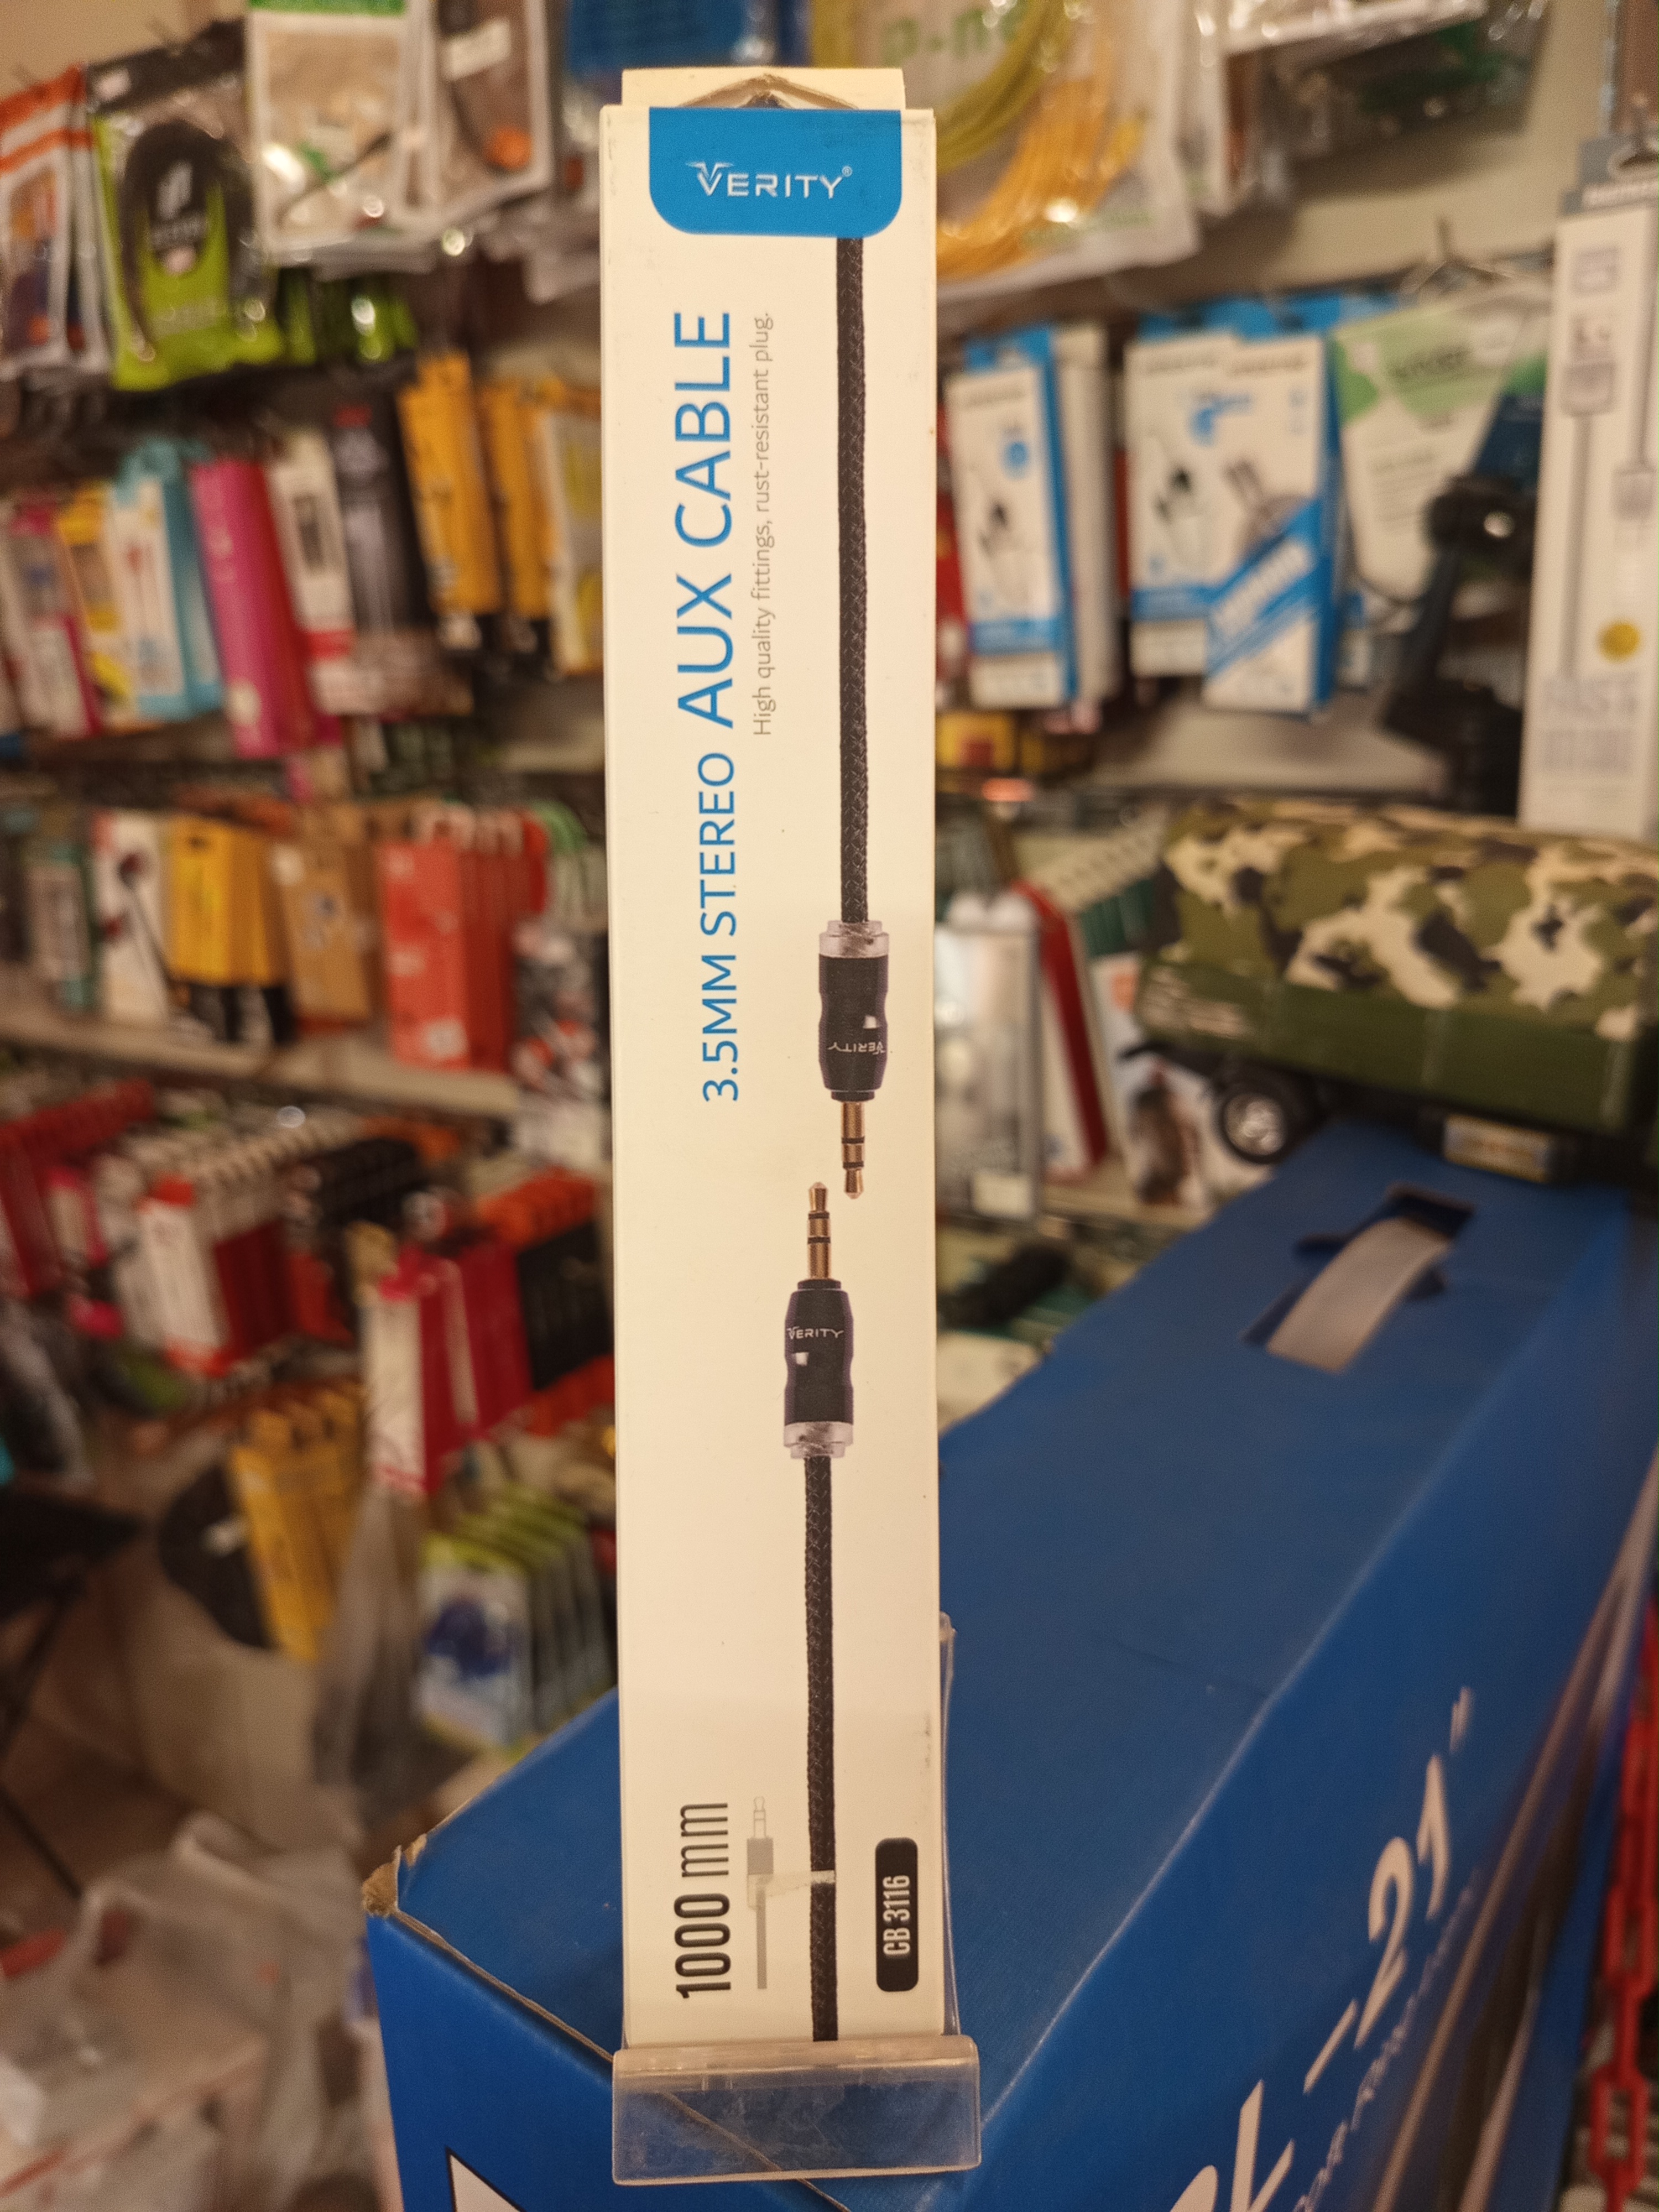 VERITY®
3.5MM STEREO AUX CABLE
High quality fittings, rust-resistant plug.
VERITY
VERITY
1000 mm
CB 3116